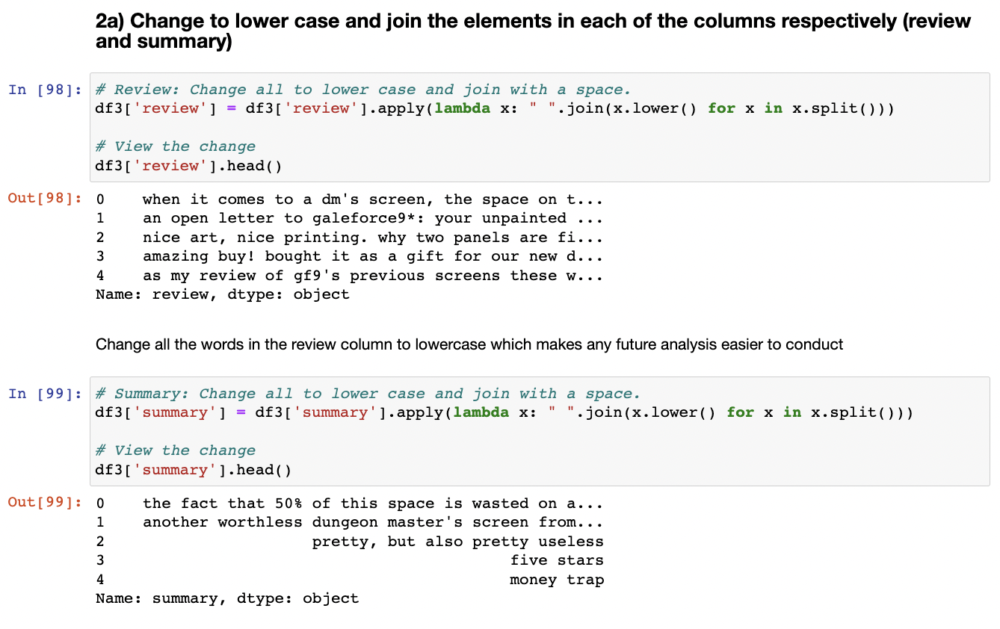 2a) Change to lower case and join the elements in each of the columns respectively (review
and summary)
In [98]: # Review: Change all to lower case and join with a space.
df3['review'] = df3['review'].apply(lambda x: " ".join(x.lower() for x in x.split()))
# View the change
df3['review'].head()
Out[98]: 0    when it comes to a dm's screen, the space on t...
1    an open letter to galeforce9*: your unpainted ...
2    nice art, nice printing. why two panels are fi...
3    amazing buy! bought it as a gift for our new d...
4    as my review of gf9's previous screens these w...
Name: review, dtype: object
Change all the words in the review column to lowercase which makes any future analysis easier to conduct
In [99]: # Summary: Change all to lower case and join with a space.
df3['summary'] = df3['summary'].apply(lambda x: " ".join(x.lower() for x in x.split()))
# View the change
df3['summary'].head()
Out[99]: 0    the fact that 50% of this space is wasted on a...
1    another worthless dungeon master's screen from...
2                      pretty, but also pretty useless
3                                           five stars
4                                           money trap
Name: summary, dtype: object